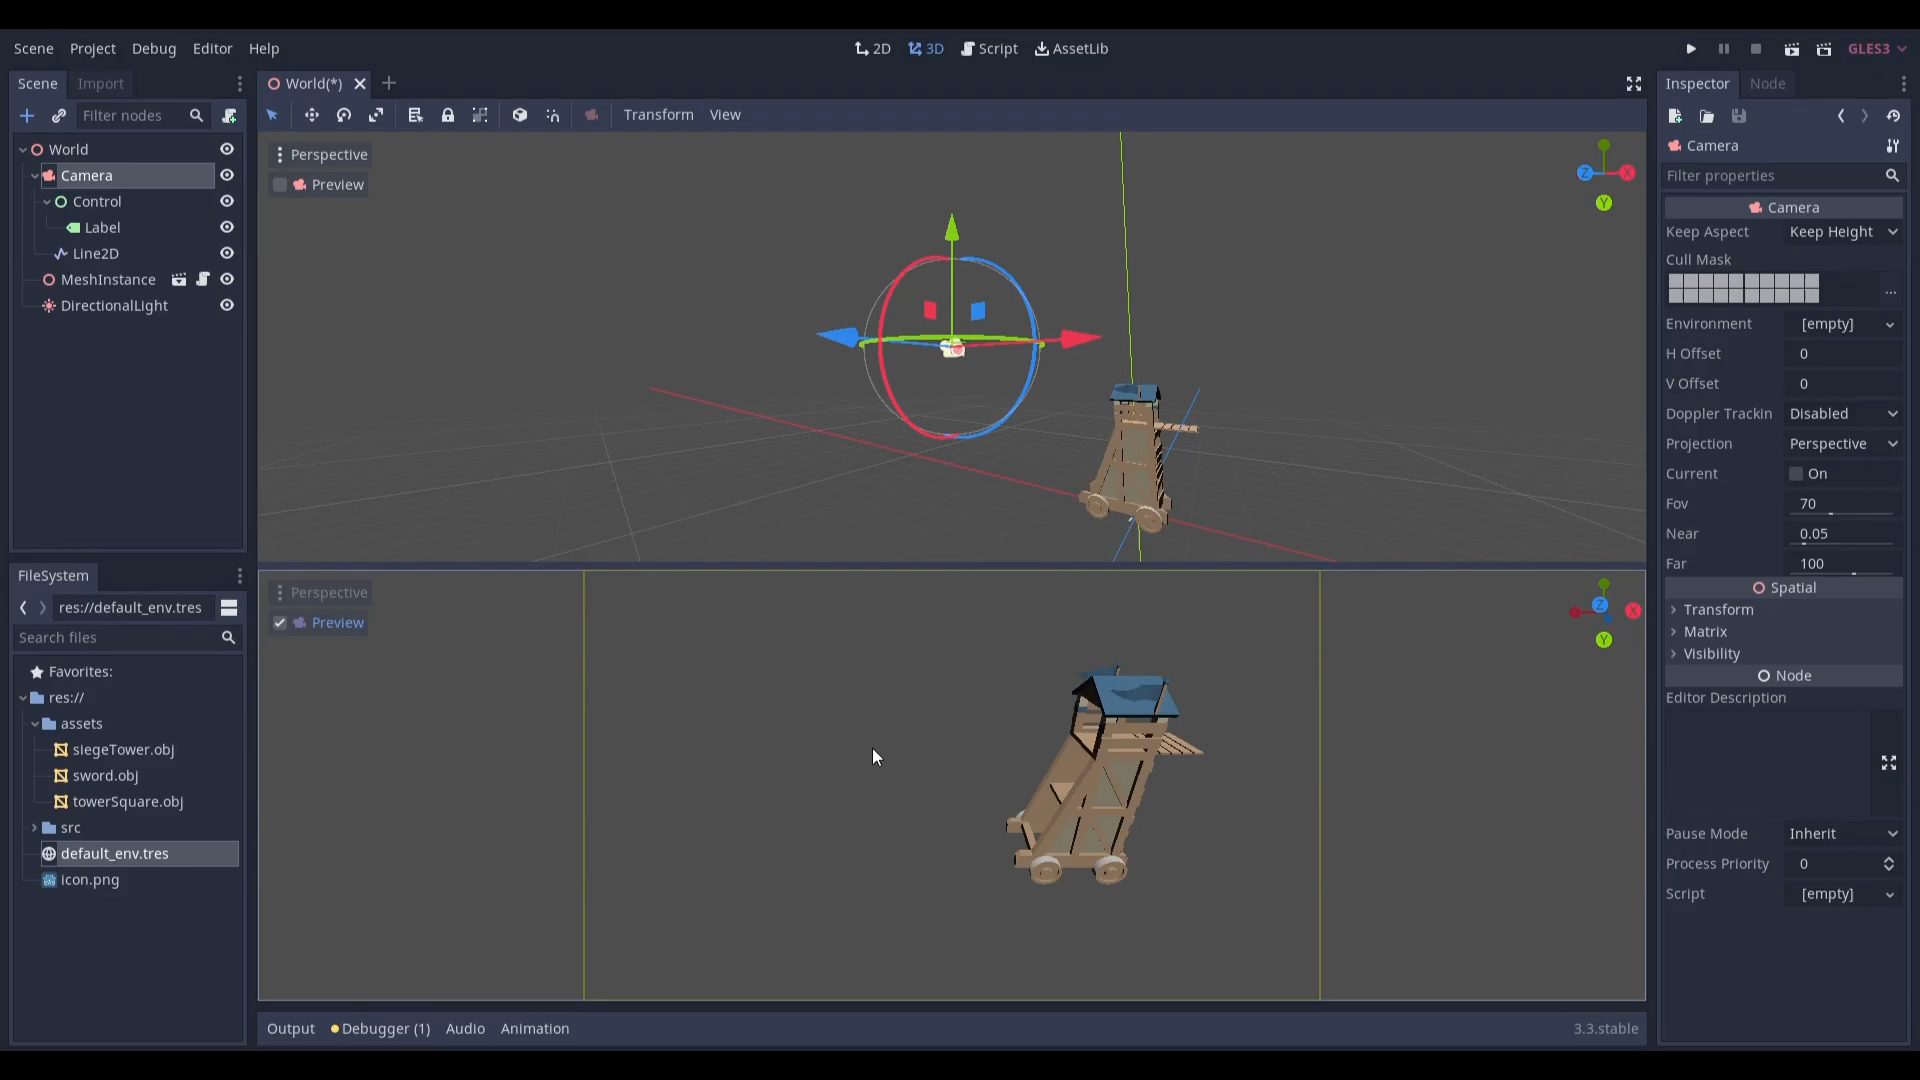 Scene Project Debug Editor Help
2D 3D Script AssetLib
GLES3
Scene Import
Filter nodes
World
Camera
Control
Label
Line2D
MeshInstance
DirectionalLight
FileSystem
res://default_env.tres
Search files
Favorites:
res://
assets
siegeTower.obj
sword.obj
towerSquare.obj
src
default_env.tres
icon.png
World(*)
Transform View
Perspective
Preview
X
Y
Z
Perspective
Preview
X
Y
Z
Output Debugger (1) Audio Animation
3.3.stable
Inspector Node
Camera
Filter properties
Camera
Keep Aspect Keep Height
Cull Mask
...
Environment [empty]
H Offset 0
V Offset 0
Doppler Trackin Disabled
Projection Perspective
Current On
Fov 70
Near 0.05
Far 100
Spatial
Transform
Matrix
Visibility
Node
Editor Description
Pause Mode Inherit
Process Priority 0
Script [empty]